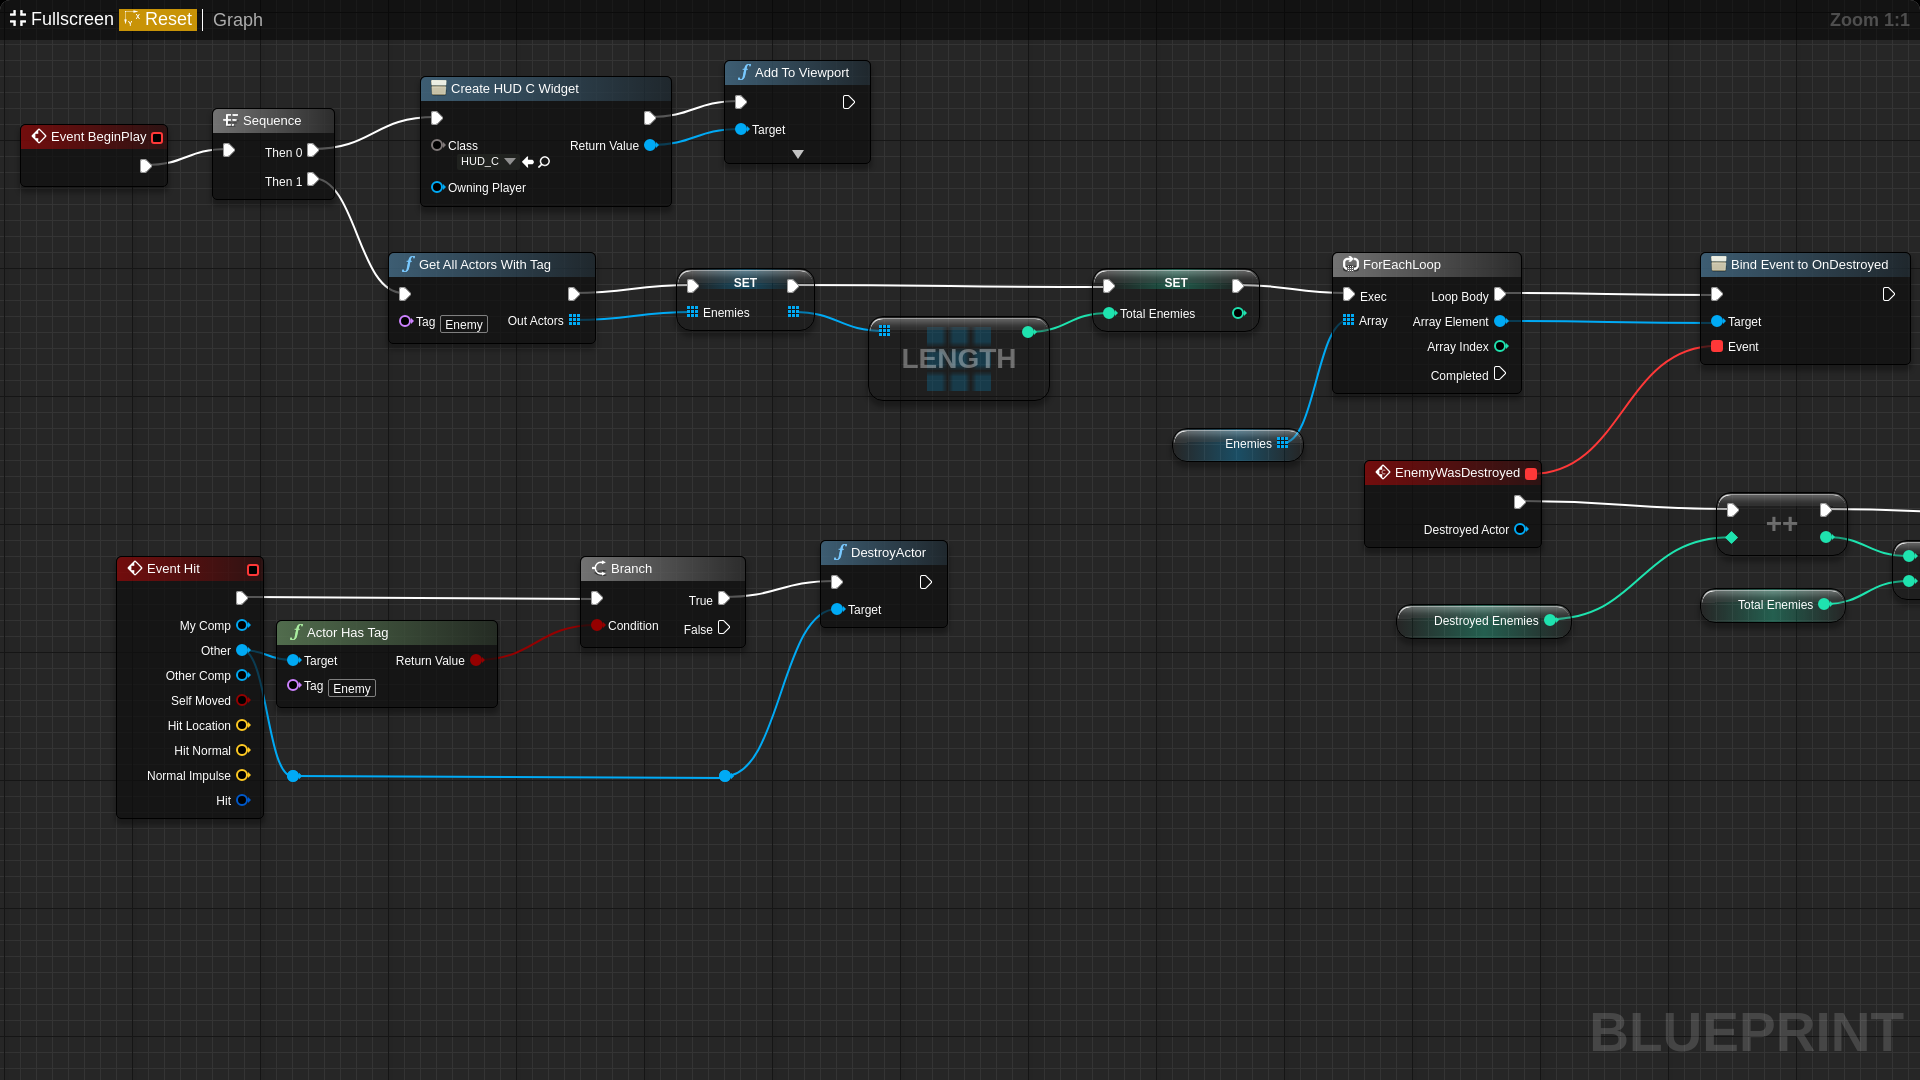 Fullscreen Reset Graph
Zoom 1:1
Event BeginPlay
Sequence
Then 0
Then 1
Create HUD C Widget
Class
Return Value
HUD_C
Owning Player
Add To Viewport
Target
Get All Actors With Tag
Tag Enemy
Out Actors
SET
Enemies
LENGTH
SET
Total Enemies
ForEachLoop
Exec
Loop Body
Array
Array Element
Array Index
Completed
Bind Event to OnDestroyed
Target
Event
Enemies
EnemyWasDestroyed
Destroyed Actor
++
Destroyed Enemies
Total Enemies
Event Hit
My Comp
Other
Other Comp
Self Moved
Hit Location
Hit Normal
Normal Impulse
Hit
Actor Has Tag
Target
Return Value
Tag Enemy
Branch
True
Condition
False
DestroyActor
Target
BLUEPRINT